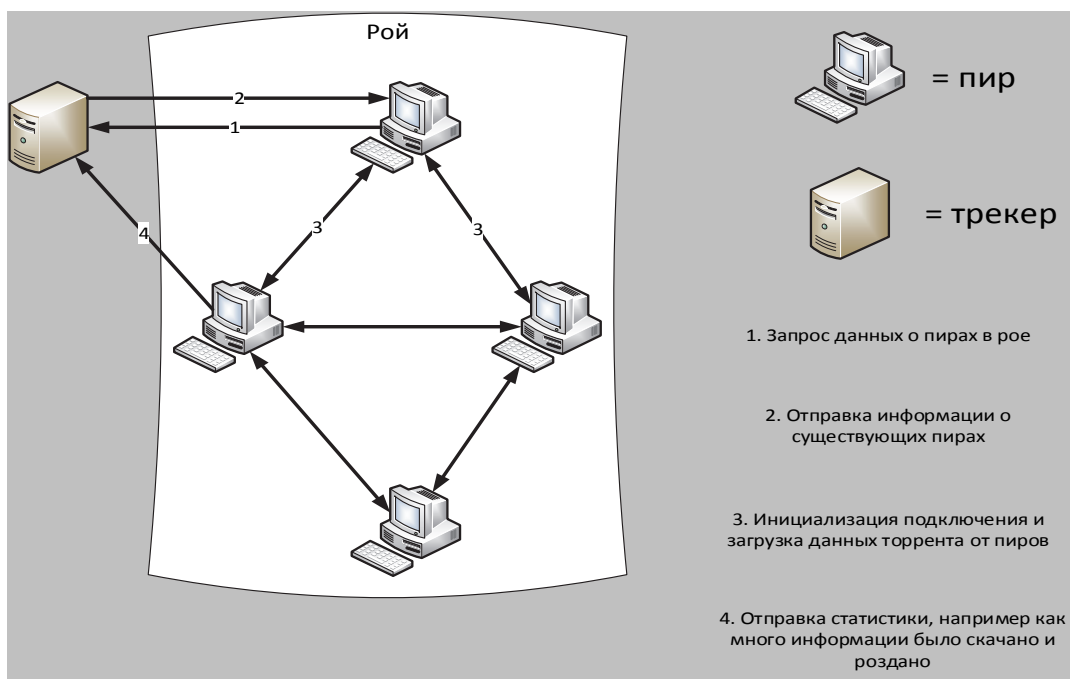 Рой
2
1
3
3
4
= пир
= трекер
1. Запрос данных о пирах в рое
2. Отправка информации о
существующих пирах
3. Инициализация подключения и
загрузка данных торрента от пиров
4. Отправка статистики, например как
много информации было скачано и
роздано